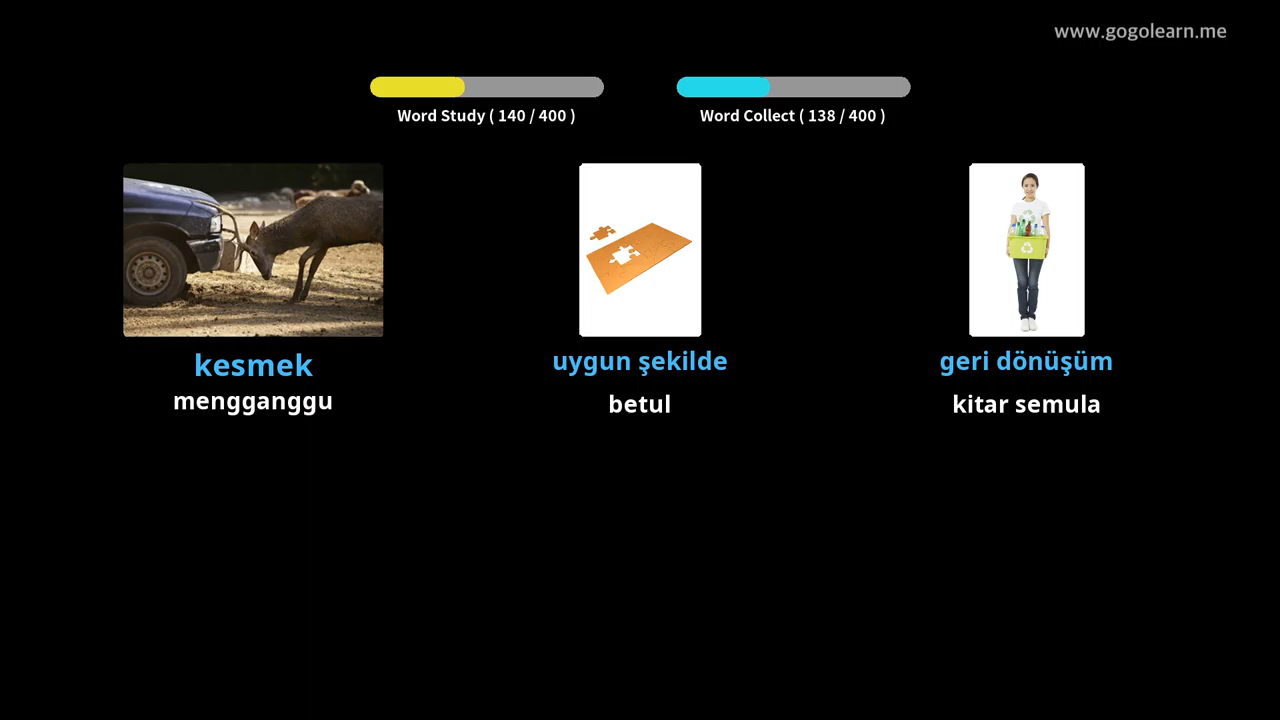 www.gogolearn.me
Word Study ( 140 / 400 )
Word Collect ( 138 / 400 )
kesmek
mengganggu
uygun şekilde
betul
geri dönüşüm
kitar semula